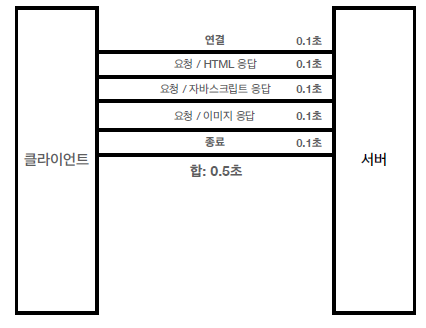 연결 0.1초
요청 / HTML 응답 0.1초
요청 / 자바스크립트 응답 0.1초
요청 / 이미지 응답 0.1초
종료 0.1초
클라이언트
합: 0.5초
서버